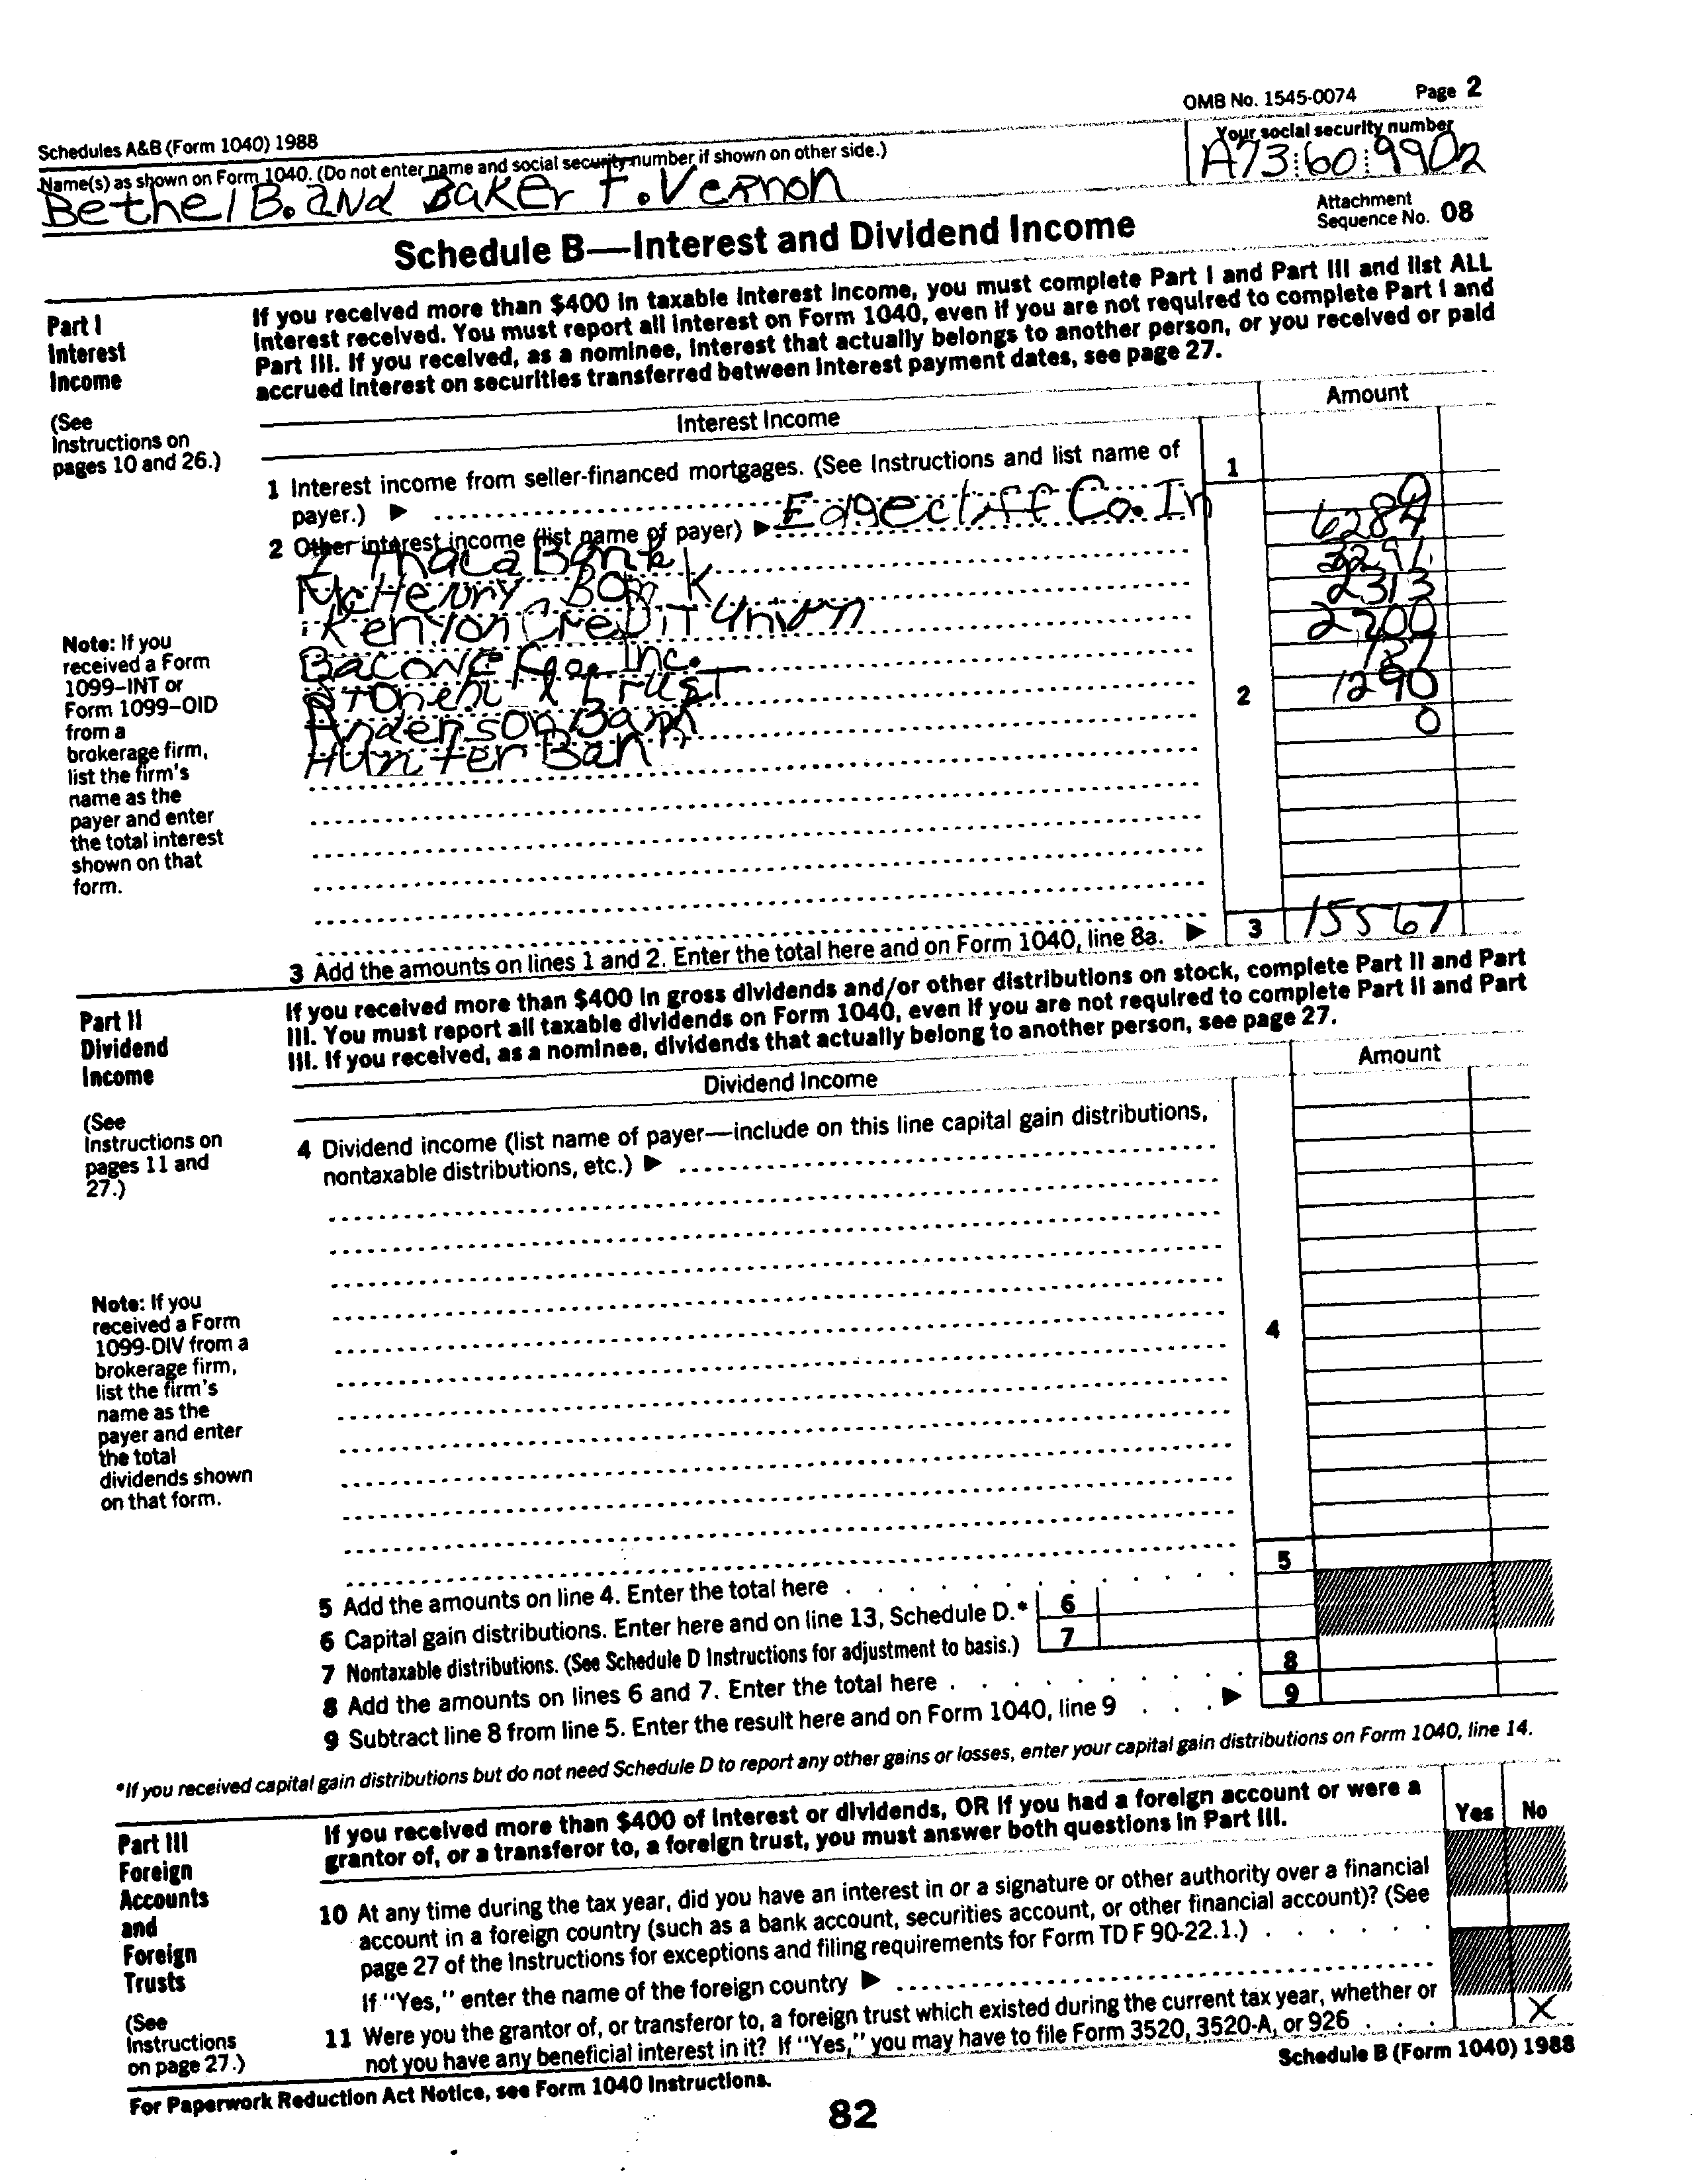 OMB No. 1545-0074 Page 2
Schedules A&B (Form 1040) 1988
Name(s) as shown on Form 1040. (Do not enter name and social security number if shown on other side.)
Your social security number
Bethel B. and Baker F. Vernon
A73 60 9902
Attachment
Sequence No. 08
Schedule B—Interest and Dividend Income
Part I
Interest
Income
(See
Instructions on
pages 10 and 26.)
If you received more than $400 in taxable interest income, you must complete Part I and Part III and list ALL
interest received. You must report all interest on Form 1040, even if you are not required to complete Part I and
Part III. If you received, as a nominee, interest that actually belongs to another person, or you received or paid
accrued interest on securities transferred between interest payment dates, see page 27.
Interest Income
Amount
1 Interest income from seller-financed mortgages. (See Instructions and list name of
payer.) ▶
1
2 Other interest income (list name of payer) ▶ Edgecliff Co. In
Ithaca Bank
McHenry Bank
Kenyon Credit Union
Bacone Inc.
Stonehill Trust
Anderson Bank
Hunter Bank
2
0
6284
2313
2700
1290
0
Note: If you
received a Form
1099–INT or
Form 1099–OID
from a
brokerage firm,
list the firm's
name as the
payer and enter
the total interest
shown on that
form.
3 Add the amounts on lines 1 and 2. Enter the total here and on Form 1040, line 8a. ▶ 3 15567
Part II
Dividend
Income
(See
Instructions on
pages 11 and
27.)
If you received more than $400 in gross dividends and/or other distributions on stock, complete Part II and Part
III. You must report all taxable dividends on Form 1040, even if you are not required to complete Part II and Part
III. If you received, as a nominee, dividends that actually belong to another person, see page 27.
Dividend Income
Amount
4 Dividend income (list name of payer—include on this line capital gain distributions,
nontaxable distributions, etc.) ▶
4
Note: If you
received a Form
1099-DIV from a
brokerage firm,
list the firm's
name as the
payer and enter
the total
dividends shown
on that form.
5 Add the amounts on line 4. Enter the total here . . . . . . . . . . . . 5
6 Capital gain distributions. Enter here and on line 13, Schedule D.* 6
7 Nontaxable distributions. (See Schedule D Instructions for adjustment to basis.) 7
8 Add the amounts on lines 6 and 7. Enter the total here . . . . . . . . . . 8
9 Subtract line 8 from line 5. Enter the result here and on Form 1040, line 9 . . . ▶ 9
*If you received capital gain distributions but do not need Schedule D to report any other gains or losses, enter your capital gain distributions on Form 1040, line 14.
Part III
Foreign
Accounts
and
Foreign
Trusts
(See
Instructions
on page 27.)
If you received more than $400 of interest or dividends, OR if you had a foreign account or were a
grantor of, or a transferor to, a foreign trust, you must answer both questions in Part III.
Yes No
10 At any time during the tax year, did you have an interest in or a signature or other authority over a financial
account in a foreign country (such as a bank account, securities account, or other financial account)? (See
page 27 of the Instructions for exceptions and filing requirements for Form TD F 90-22.1.) . . . . . .
If "Yes," enter the name of the foreign country ▶
11 Were you the grantor of, or transferor to, a foreign trust which existed during the current tax year, whether or
not you have any beneficial interest in it? If "Yes," you may have to file Form 3520, 3520-A, or 926 . . . X
For Paperwork Reduction Act Notice, see Form 1040 Instructions.
Schedule B (Form 1040) 1988
82